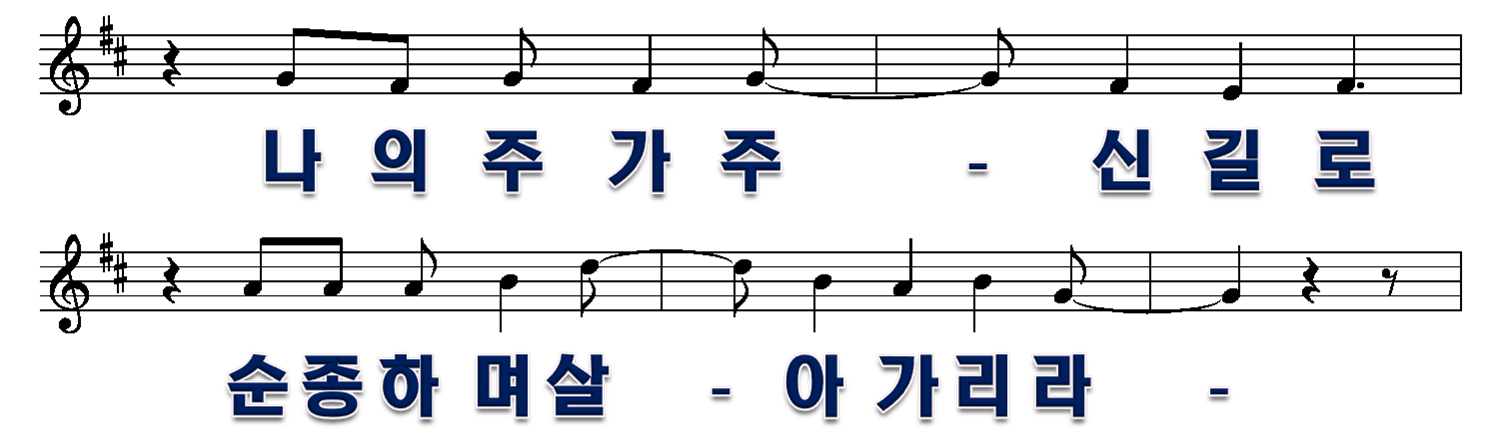 나 의 주 가 주 - 신 길 로
순 종 하 며 살 - 아 가 리 라 -